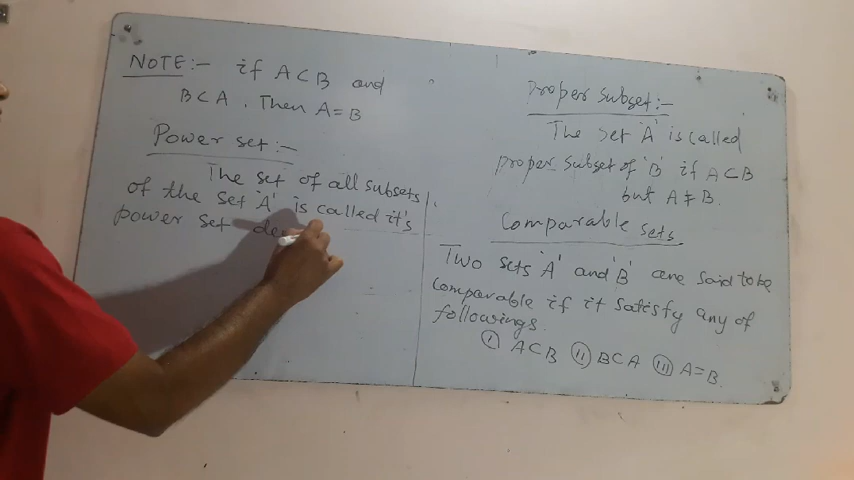 NOTE:- if A⊂B and
B⊂A, Then A=B
Power set:-
The set of all subsets
of the set 'A' is called it's
power set de
Proper subset:-
The set 'A' is called
proper subset of 'B' if A⊂B
but A≠B.
Comparable sets
Two sets 'A' and 'B' are said to be
comparable if it satisfy any of
followings.
(i) A⊂B (ii) B⊂A (iii) A=B.